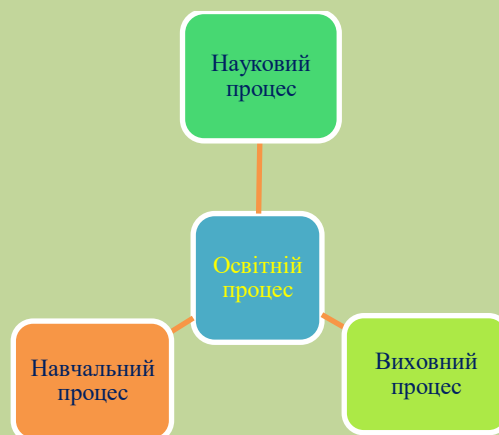 Науковий
процес
Освітній
процес
Навчальний
процес
Виховний
процес